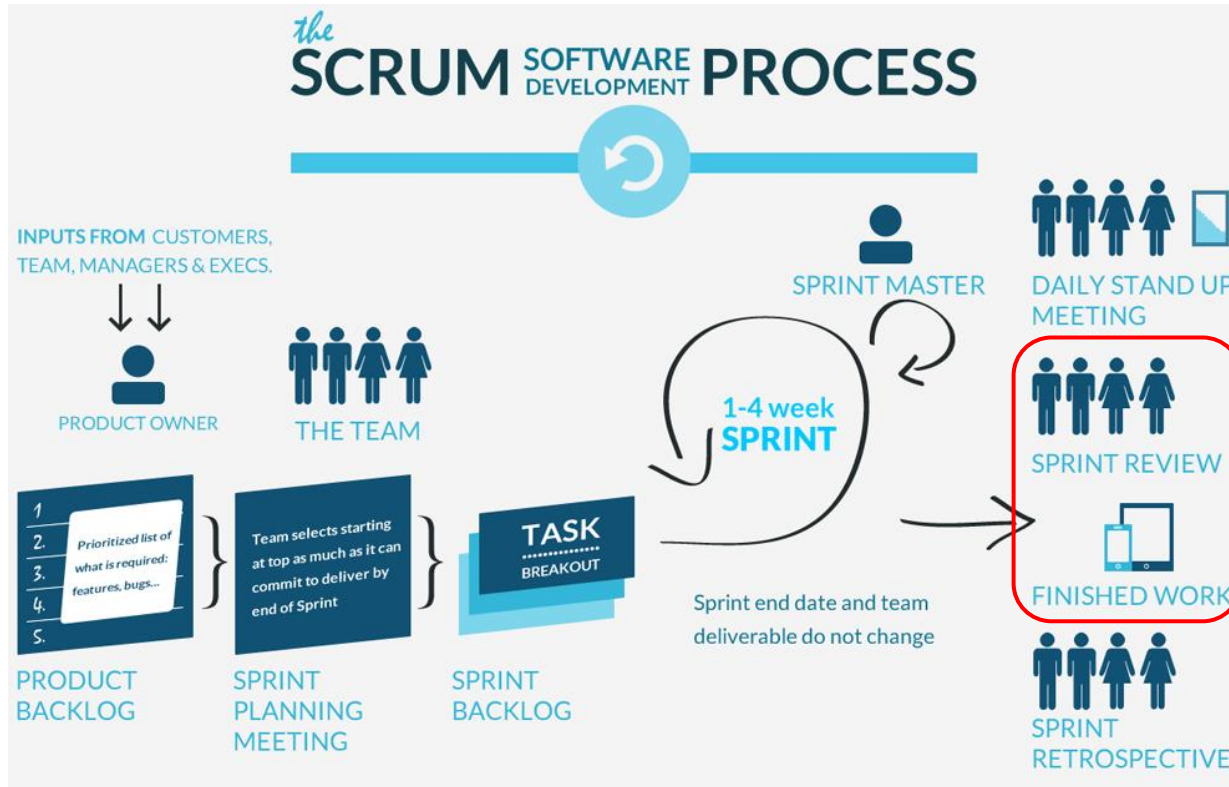 the
SCRUM SOFTWARE DEVELOPMENT PROCESS
INPUTS FROM CUSTOMERS,
TEAM, MANAGERS & EXECS.
PRODUCT OWNER
THE TEAM
1
2.
3.
4.
5.
Prioritized list of
what is required:
features, bugs...
PRODUCT
BACKLOG
Team selects starting
at top as much as it can
commit to deliver by
end of Sprint
SPRINT
PLANNING
MEETING
TASK
BREAKOUT
SPRINT
BACKLOG
1-4 week
SPRINT
Sprint end date and team
deliverable do not change
SPRINT MASTER
DAILY STAND UP
MEETING
SPRINT REVIEW
FINISHED WORK
SPRINT
RETROSPECTIVE